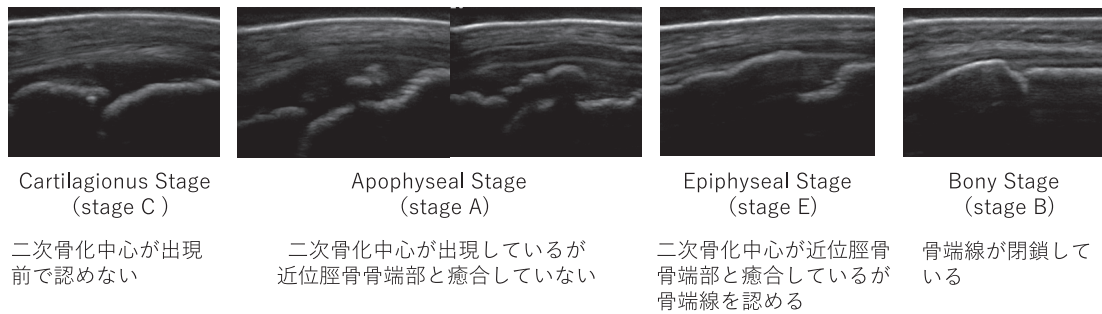 Cartilagionus Stage
(stage C )
二次骨化中心が出現
前で認めない
Apophyseal Stage
(stage A)
二次骨化中心が出現しているが
近位脛骨骨端部と癒合していない
Epiphyseal Stage
(stage E)
二次骨化中心が近位脛骨
骨端部と癒合しているが
骨端線を認める
Bony Stage
(stage B)
骨端線が閉鎖して
いる